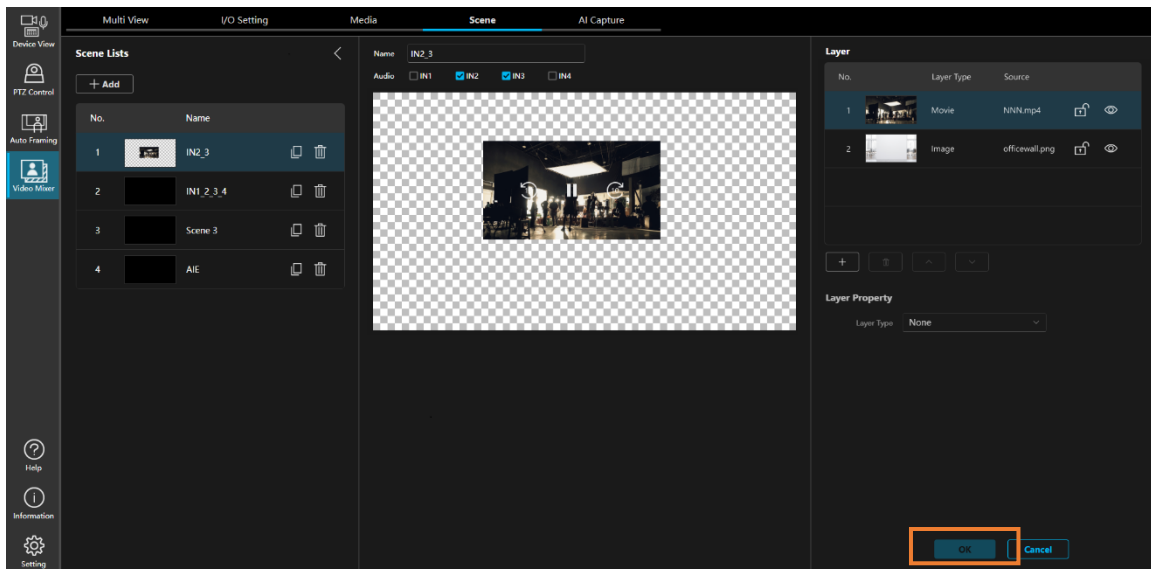 Multi View I/O Setting Media Scene AI Capture
Device View
PTZ Control
Auto Framing
Video Mixer
Help
Information
Setting
Scene Lists
+ Add
No. Name
1 IN2_3
2 IN1_2_3_4
3 Scene 3
4 AIE
Name IN2_3
Audio IN1 IN2 IN3 IN4
Layer
No. Layer Type Source
1 Movie NNN.mp4
2 Image officewall.png
Layer Property
Layer Type None
OK Cancel